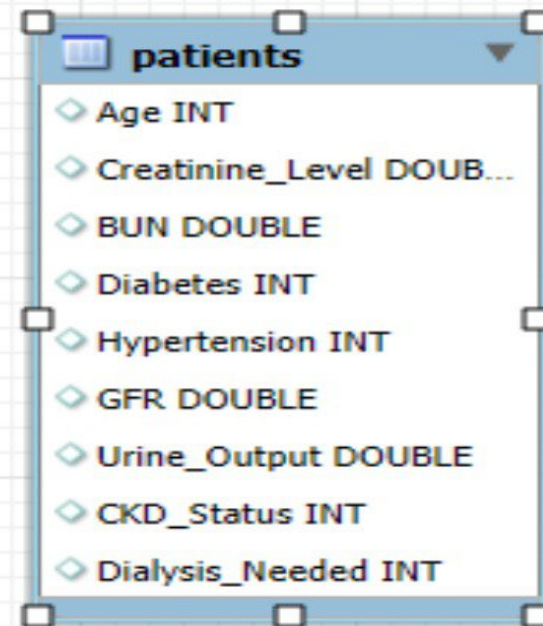 patients
Age INT
Creatinine_Level DOUB...
BUN DOUBLE
Diabetes INT
Hypertension INT
GFR DOUBLE
Urine_Output DOUBLE
CKD_Status INT
Dialysis_Needed INT